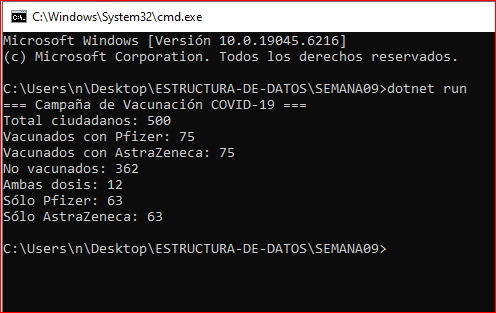 C:\Windows\System32\cmd.exe
Microsoft Windows [Versión 10.0.19045.6216]
(c) Microsoft Corporation. Todos los derechos reservados.
C:\Users\n\Desktop\ESTRUCTURA-DE-DATOS\SEMANA09>dotnet run
=== Campaña de Vacunación COVID-19 ===
Total ciudadanos: 500
Vacunados con Pfizer: 75
Vacunados con AstraZeneca: 75
No vacunados: 362
Ambas dosis: 12
Sólo Pfizer: 63
Sólo AstraZeneca: 63
C:\Users\n\Desktop\ESTRUCTURA-DE-DATOS\SEMANA09>